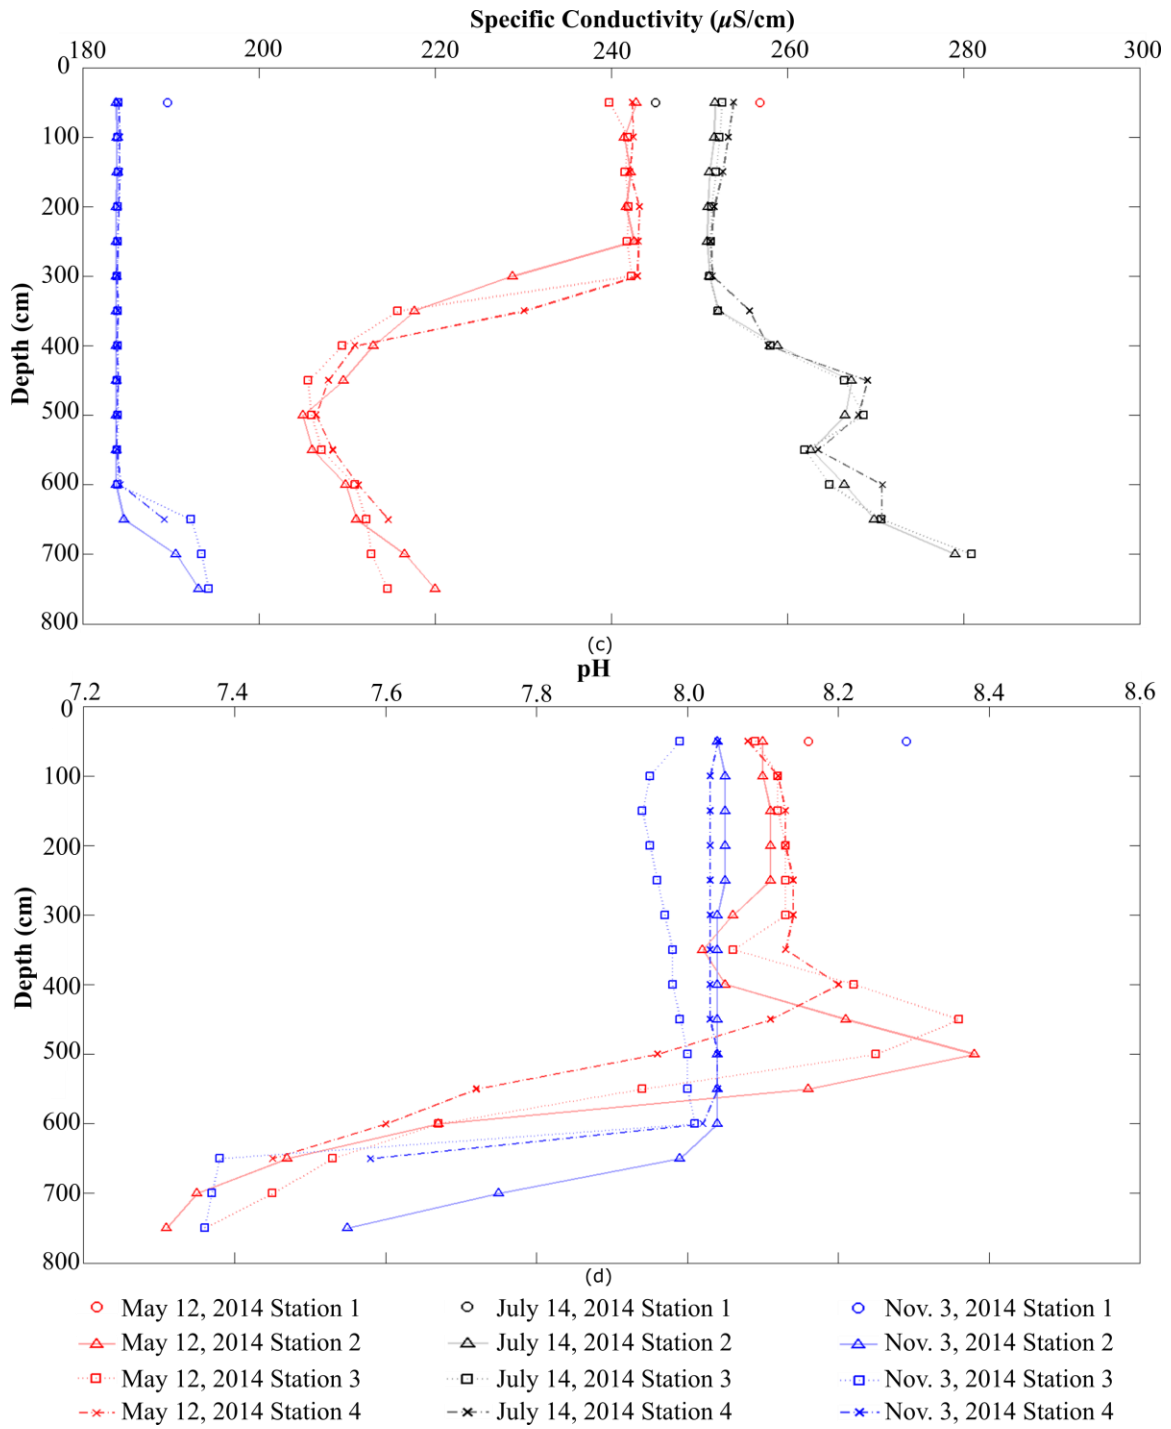 Specific Conductivity (µS/cm)
180 200 220 240 260 280 300
0
100
200
300
400
500
600
700
800
Depth (cm)
(c)
pH
7.2 7.4 7.6 7.8 8.0 8.2 8.4 8.6
0
100
200
300
400
500
600
700
800
Depth (cm)
(d)
May 12, 2014 Station 1 July 14, 2014 Station 1 Nov. 3, 2014 Station 1
May 12, 2014 Station 2 July 14, 2014 Station 2 Nov. 3, 2014 Station 2
May 12, 2014 Station 3 July 14, 2014 Station 3 Nov. 3, 2014 Station 3
May 12, 2014 Station 4 July 14, 2014 Station 4 Nov. 3, 2014 Station 4